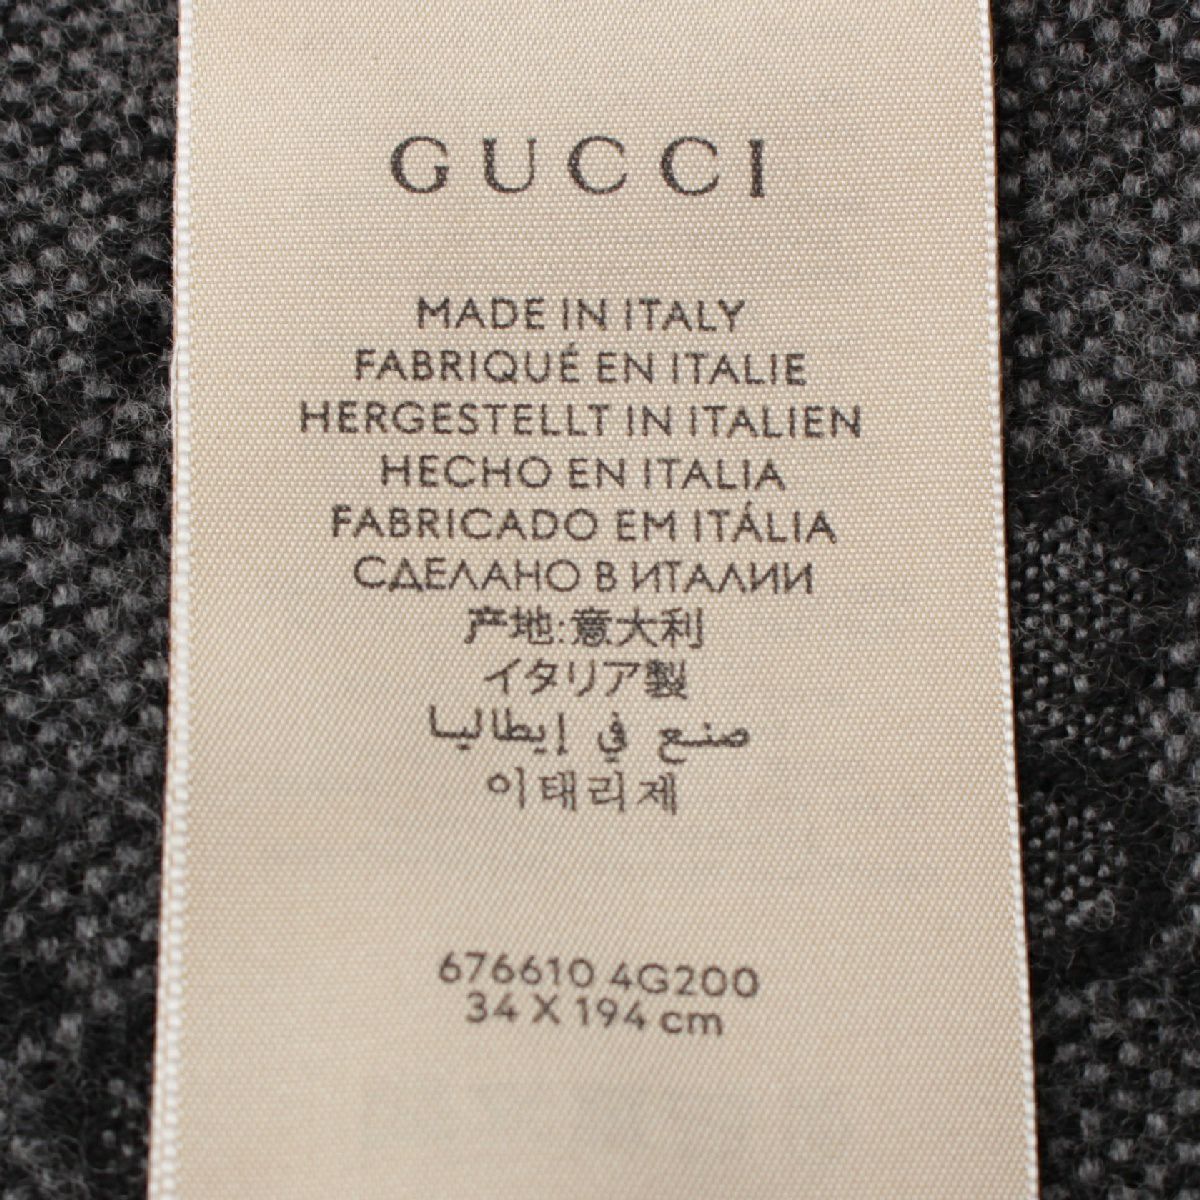 GUCCI
MADE IN ITALY
FABRIQUÉ EN ITALIE
HERGESTELLT IN ITALIEN
HECHO EN ITALIA
FABRICADO EM ITÁLIA
СДЕЛАНО В ИТАЛИИ
产地:意大利
イタリア製
صنع في إيطاليا
이태리제
676610 4G200
34 X 194 cm